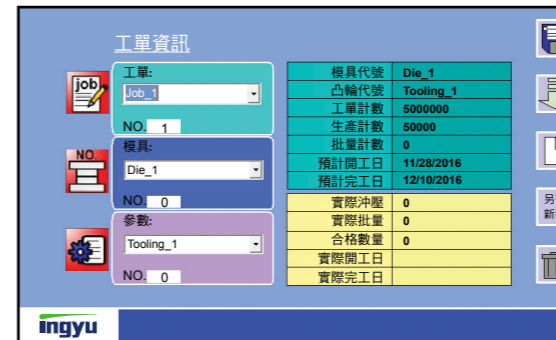 工單資訊
job
工單:
Job_1
NO. 1
NO.
模具:
Die_1
NO. 0
參數:
Tooling_1
NO. 0
模具代號 Die_1
凸輪代號 Tooling_1
工單計數 5000000
生產計數 50000
批量計數 0
預計開工日 11/28/2016
預計完工日 12/10/2016
實際沖壓 0
實際批量 0
合格數量 0
實際開工日
實際完工日
另
新
ingyu